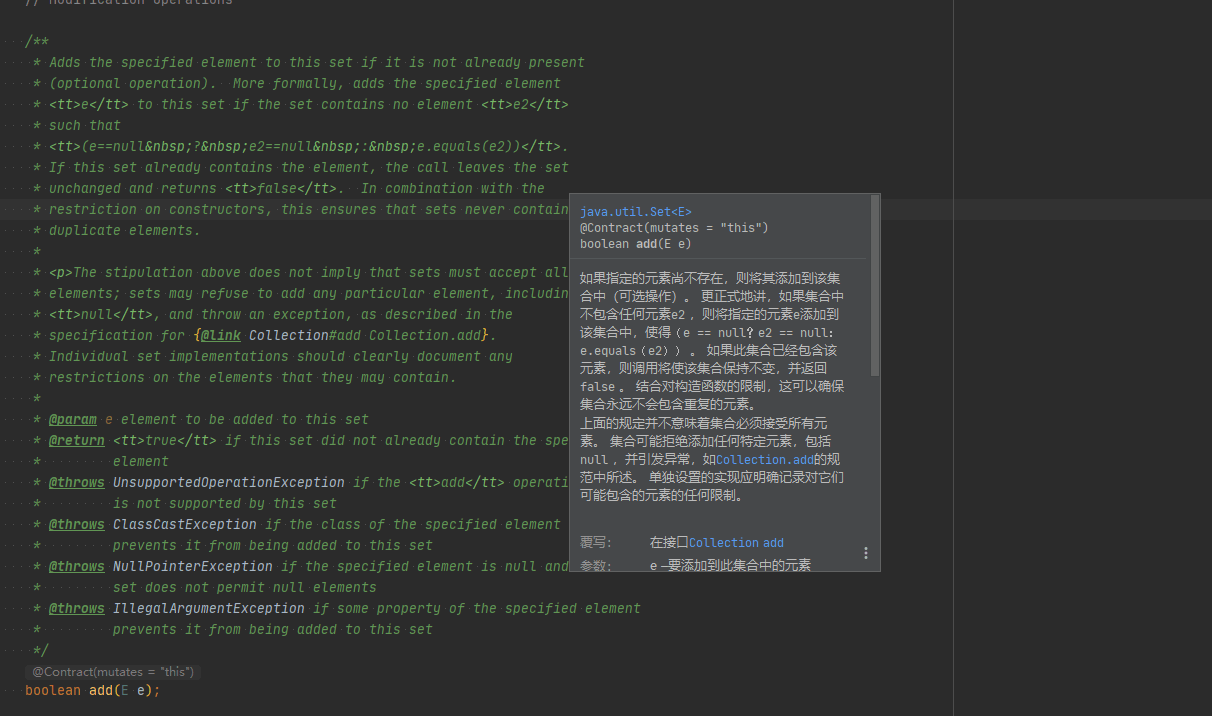 // Modification Operations
/**
* Adds the specified element to this set if it is not already present
* (optional operation).  More formally, adds the specified element
* <tt>e</tt> to this set if the set contains no element <tt>e2</tt>
* such that
* <tt>(e==null&nbsp;?&nbsp;e2==null&nbsp;:&nbsp;e.equals(e2))</tt>.
* If this set already contains the element, the call leaves the set
* unchanged and returns <tt>false</tt>.  In combination with the
* restriction on constructors, this ensures that sets never contain
* duplicate elements.
*
* <p>The stipulation above does not imply that sets must accept all
* elements; sets may refuse to add any particular element, includin
* <tt>null</tt>, and throw an exception, as described in the
* specification for {@link Collection#add Collection.add}.
* Individual set implementations should clearly document any
* restrictions on the elements that they may contain.
*
* @param e element to be added to this set
* @return <tt>true</tt> if this set did not already contain the spe
*         element
* @throws UnsupportedOperationException if the <tt>add</tt> operati
*         is not supported by this set
* @throws ClassCastException if the class of the specified element
*         prevents it from being added to this set
* @throws NullPointerException if the specified element is null and
*         set does not permit null elements
* @throws IllegalArgumentException if some property of the specified element
*         prevents it from being added to this set
*/
@Contract(mutates = "this")
boolean add(E e);
java.util.Set<E>
@Contract(mutates = "this")
boolean add(E e)
如果指定的元素尚不存在，则将其添加到该集
合中（可选操作）。 更正式地讲，如果集合中
不包含任何元素e2 ，则将指定的元素e添加到
该集合中，使得（e == null？ e2 == null：
e.equals（e2）） 。 如果此集合已经包含该
元素，则调用将使该集合保持不变，并返回
false 。 结合对构造函数的限制，这可以确保
集合永远不会包含重复的元素。
上面的规定并不意味着集合必须接受所有元
素。 集合可能拒绝添加任何特定元素，包括
null ，并引发异常，如Collection.add的规
范中所述。 单独设置的实现应明确记录对它们
可能包含的元素的任何限制。
覆写: 在接口Collection add
参数: e –要添加到此集合中的元素